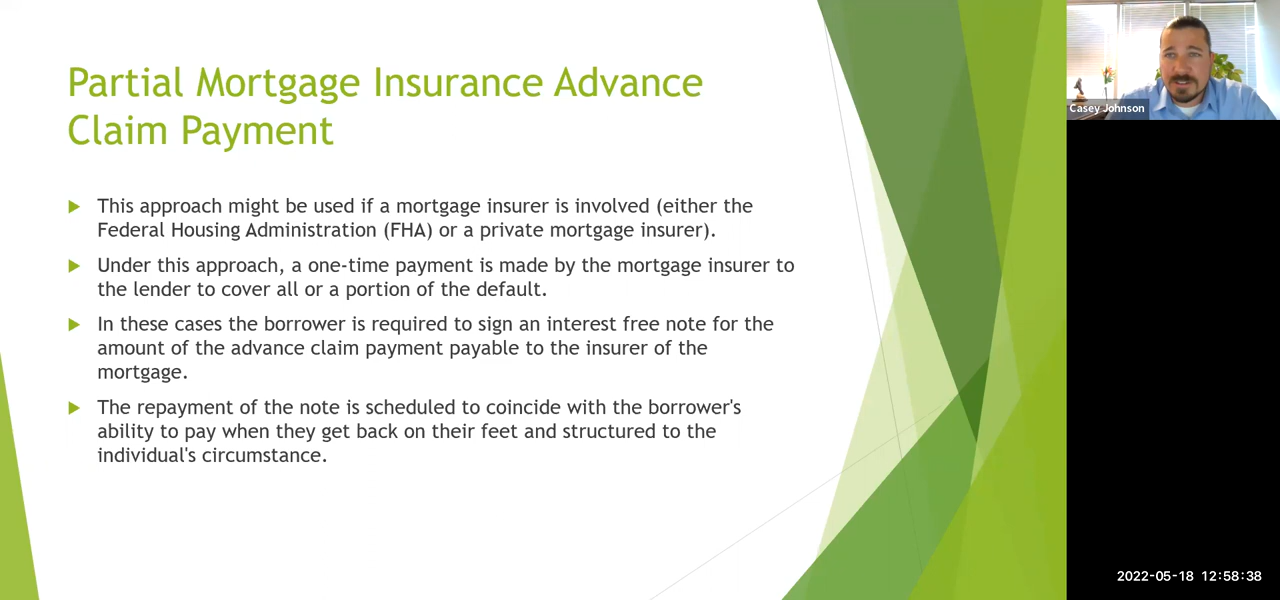 Partial Mortgage Insurance Advance
Claim Payment
This approach might be used if a mortgage insurer is involved (either the
Federal Housing Administration (FHA) or a private mortgage insurer).
Under this approach, a one-time payment is made by the mortgage insurer to
the lender to cover all or a portion of the default.
In these cases the borrower is required to sign an interest free note for the
amount of the advance claim payment payable to the insurer of the
mortgage.
The repayment of the note is scheduled to coincide with the borrower's
ability to pay when they get back on their feet and structured to the
individual's circumstance.
Casey Johnson
2022-05-18 12:58:38